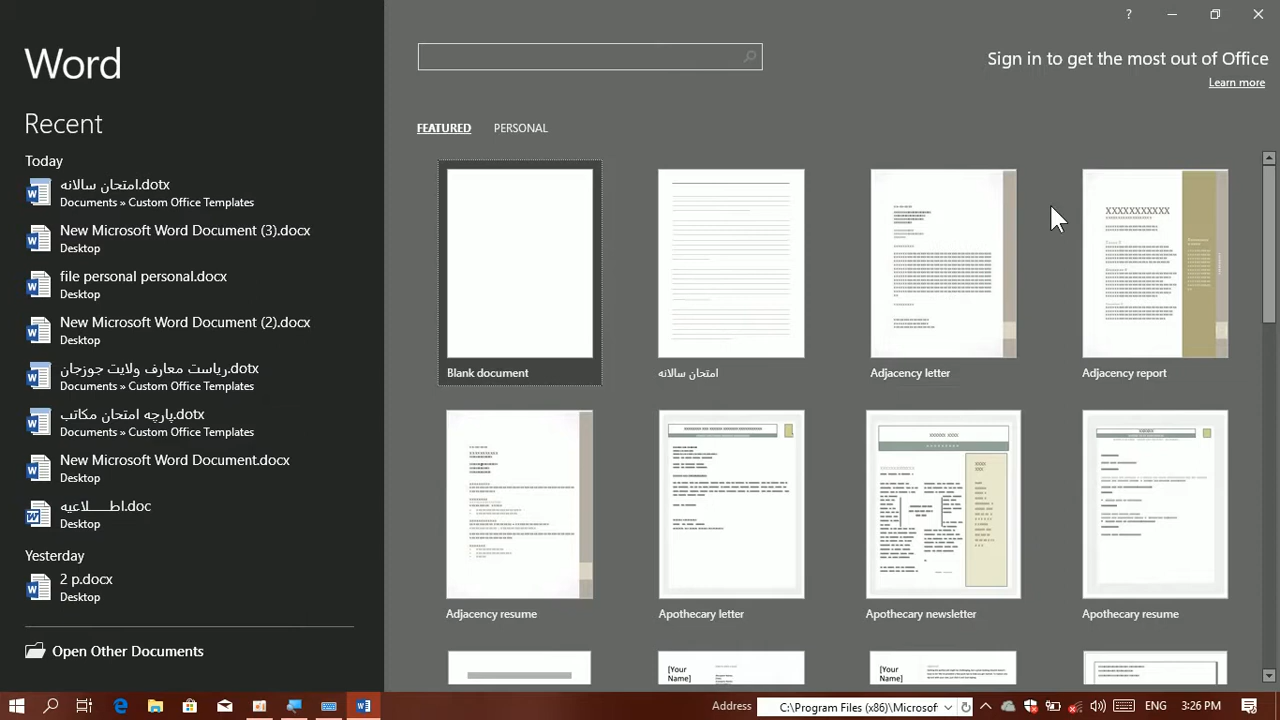 Word
Recent
Today
امتحان سالانه.dotx
Documents » Custom Office Templates
New Microsoft Word Document (3).docx
Desktop
file personal
Desktop
New Microsoft Word Document (2).docx
Desktop
ریاست معارف ولایت جوزجان.dotx
Documents » Custom Office Templates
پارچه امتحان مکاتب.dotx
Documents » Custom Office Templates
New Microsoft Word Document.docx
Desktop
Desktop
Yesterday
2 p.docx
Desktop
Open Other Documents
?
Sign in to get the most out of Office
Learn more
FEATURED
PERSONAL
Blank document
امتحان سالانه
Adjacency letter
Adjacency report
XXXXXXXXXXX
Adjacency resume
Apothecary letter
Apothecary newsletter
Apothecary resume
[Your
Name]
[Your
Name]
Address
C:\Program Files (x86)\Microsof
ENG
3:26 PM